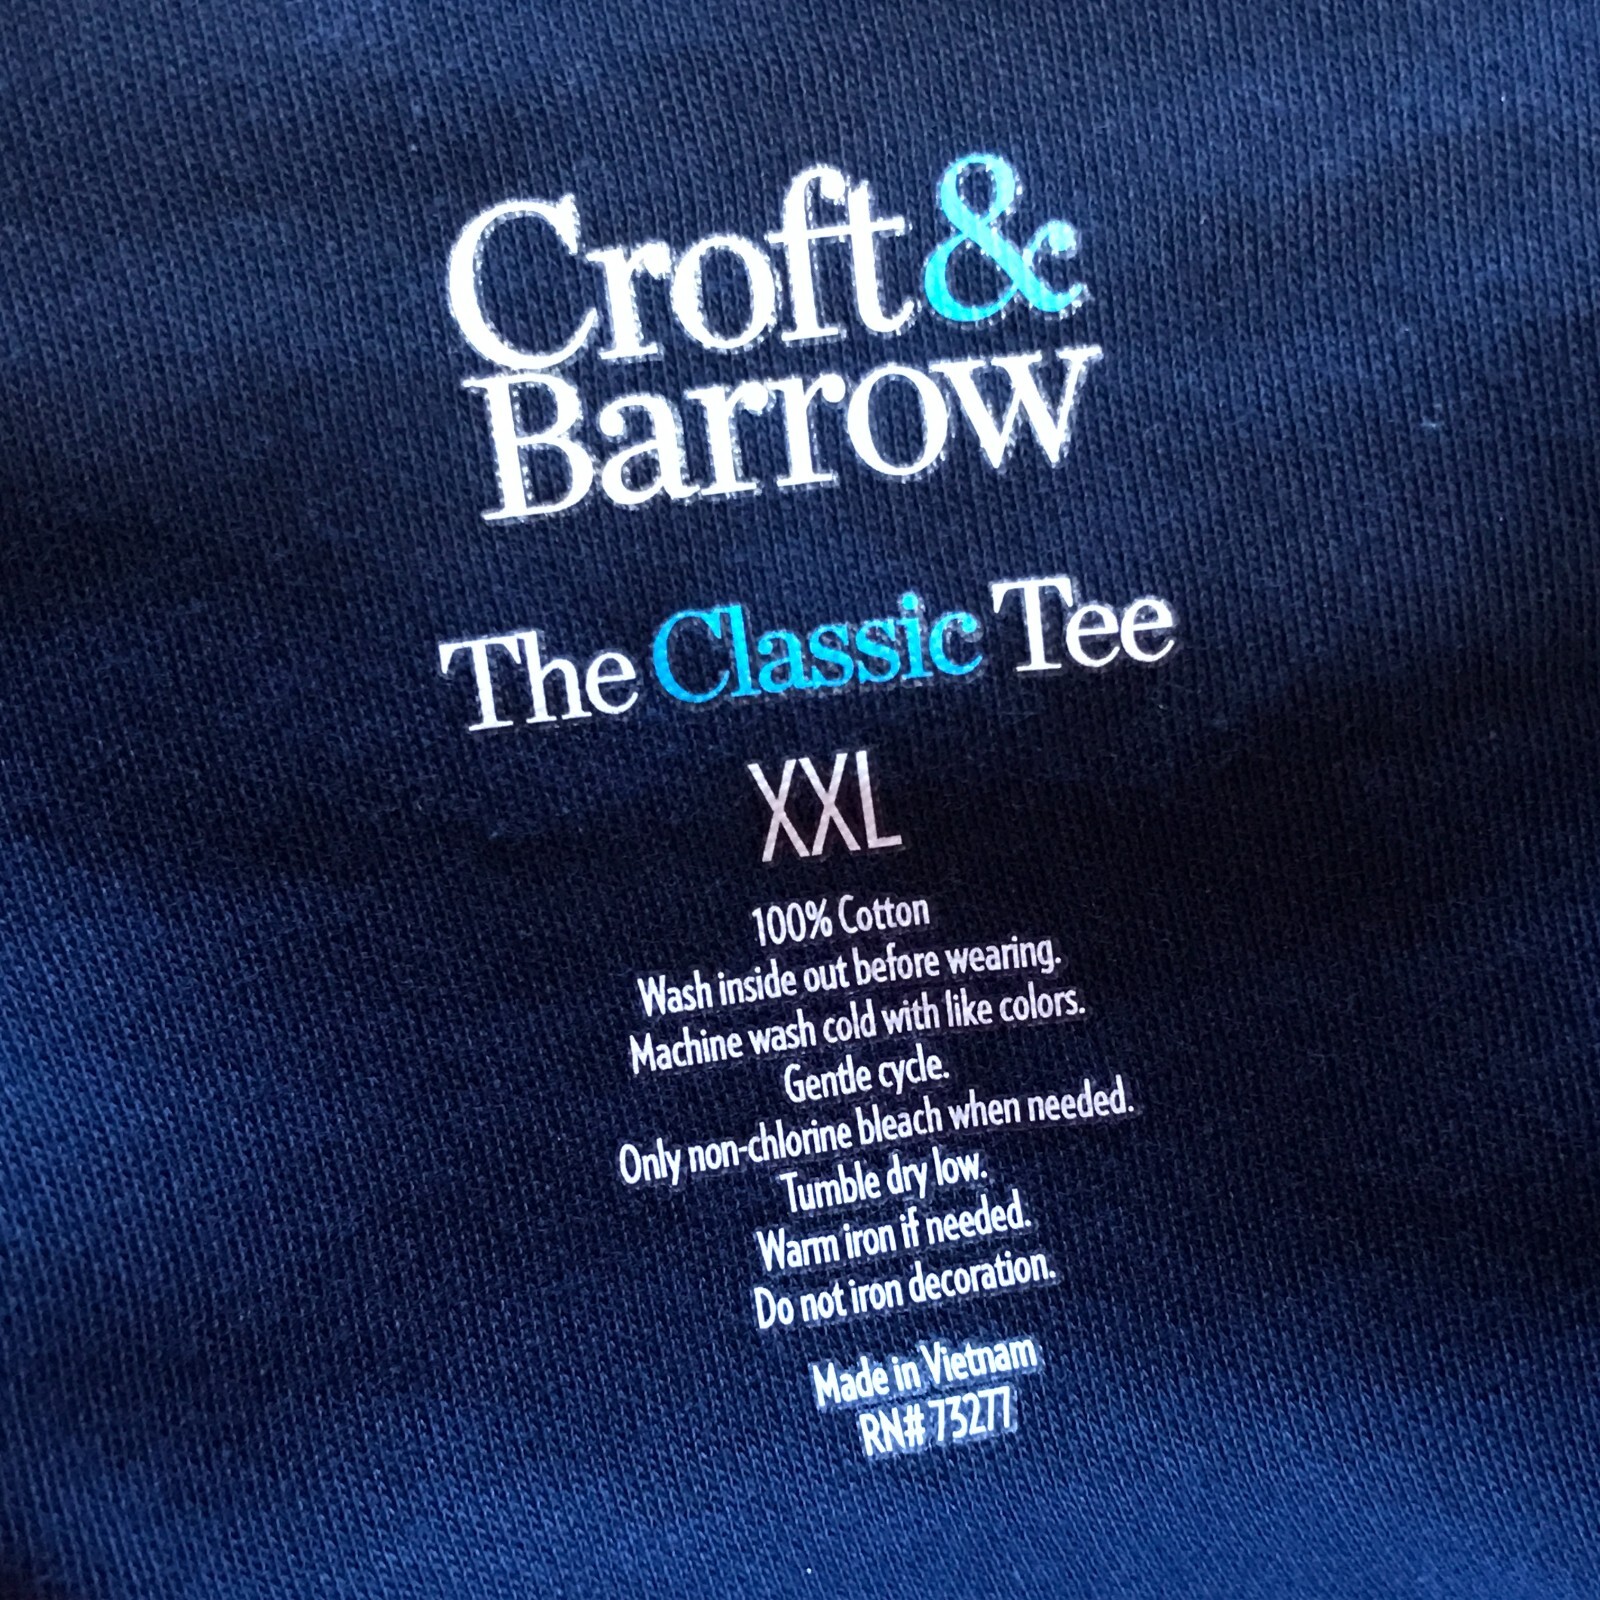 Croft &
Barrow
The Classic Tee
XXL
100% Cotton
Wash inside out before wearing.
Machine wash cold with like colors.
Gentle cycle.
Only non-chlorine bleach when needed.
Tumble dry low.
Warm iron if needed.
Do not iron decoration.
Made in Vietnam
RN# 73277